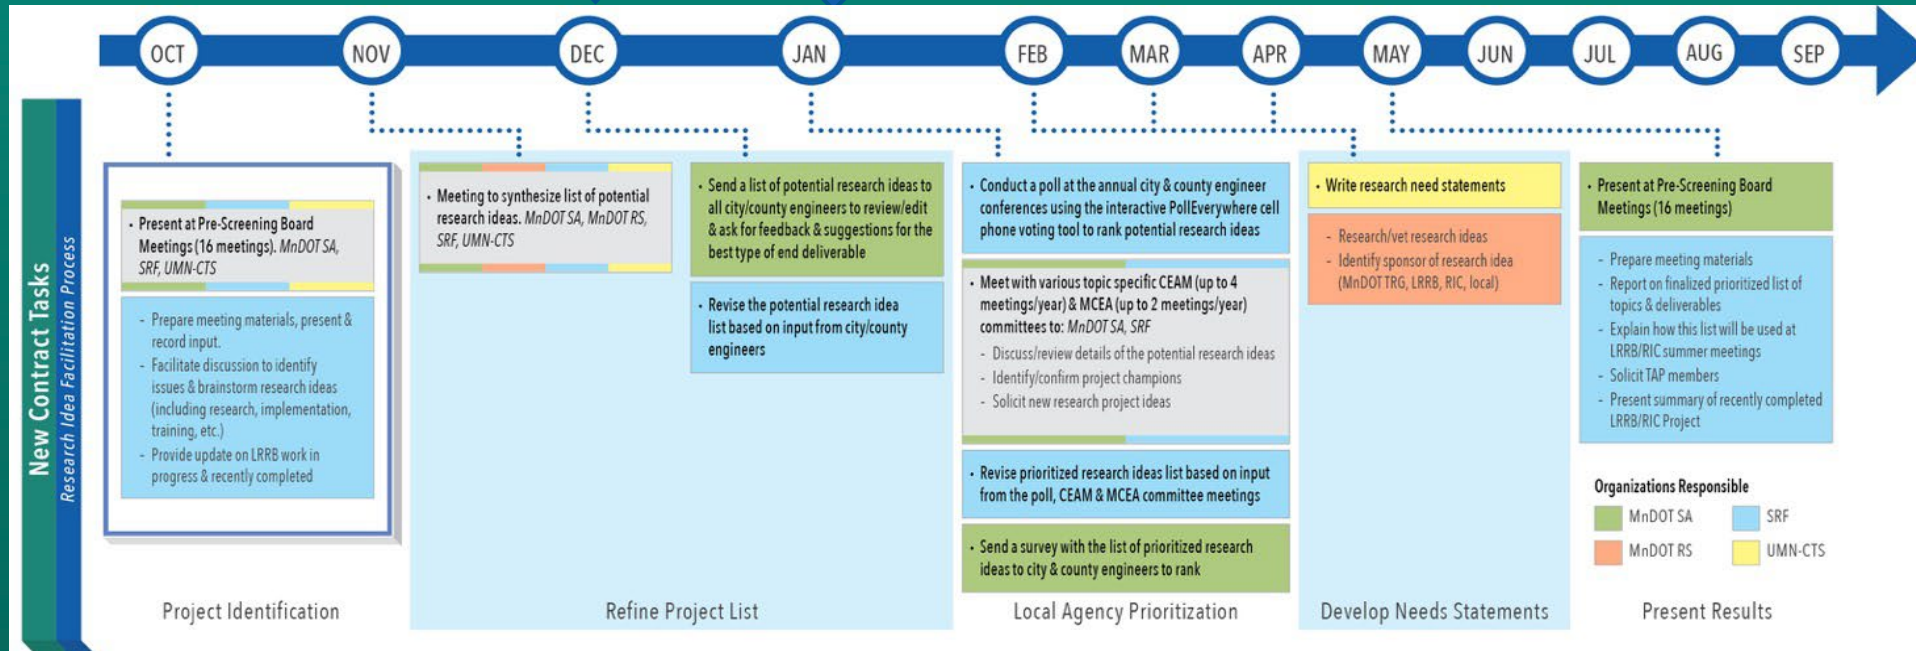 OCT NOV DEC JAN FEB MAR APR MAY JUN JUL AUG SEP
New Contract Tasks
Research Idea Facilitation Process
• Present at Pre-Screening Board
Meetings (16 meetings). MnDOT SA,
SRF, UMN-CTS
- Prepare meeting materials, present &
record input.
- Facilitate discussion to identify
issues & brainstorm research ideas
(including research, implementation,
training, etc.)
- Provide update on LRRB work in
progress & recently completed
Project Identification
• Meeting to synthesize list of potential
research ideas. MnDOT SA, MnDOT RS,
SRF, UMN-CTS
• Send a list of potential research ideas to
all city/county engineers to review/edit
& ask for feedback & suggestions for the
best type of end deliverable
• Revise the potential research idea
list based on input from city/county
engineers
Refine Project List
• Conduct a poll at the annual city & county engineer
conferences using the interactive PollEverywhere cell
phone voting tool to rank potential research ideas
• Meet with various topic specific CEAM (up to 4
meetings/year) & MCEA (up to 2 meetings/year)
committees to: MnDOT SA, SRF
- Discuss/review details of the potential research ideas
- Identify/confirm project champions
- Solicit new research project ideas
• Revise prioritized research ideas list based on input
from the poll, CEAM & MCEA committee meetings
• Send a survey with the list of prioritized research
ideas to city & county engineers to rank
Local Agency Prioritization
• Write research need statements
- Research/vet research ideas
- Identify sponsor of research idea
(MnDOT TRG, LRRB, RIC, local)
Develop Needs Statements
• Present at Pre-Screening Board
Meetings (16 meetings)
- Prepare meeting materials
- Report on finalized prioritized list of
topics & deliverables
- Explain how this list will be used at
LRRB/RIC summer meetings
- Solicit TAP members
- Present summary of recently completed
LRRB/RIC Project
Organizations Responsible
MnDOT SA
SRF
MnDOT RS
UMN-CTS
Present Results